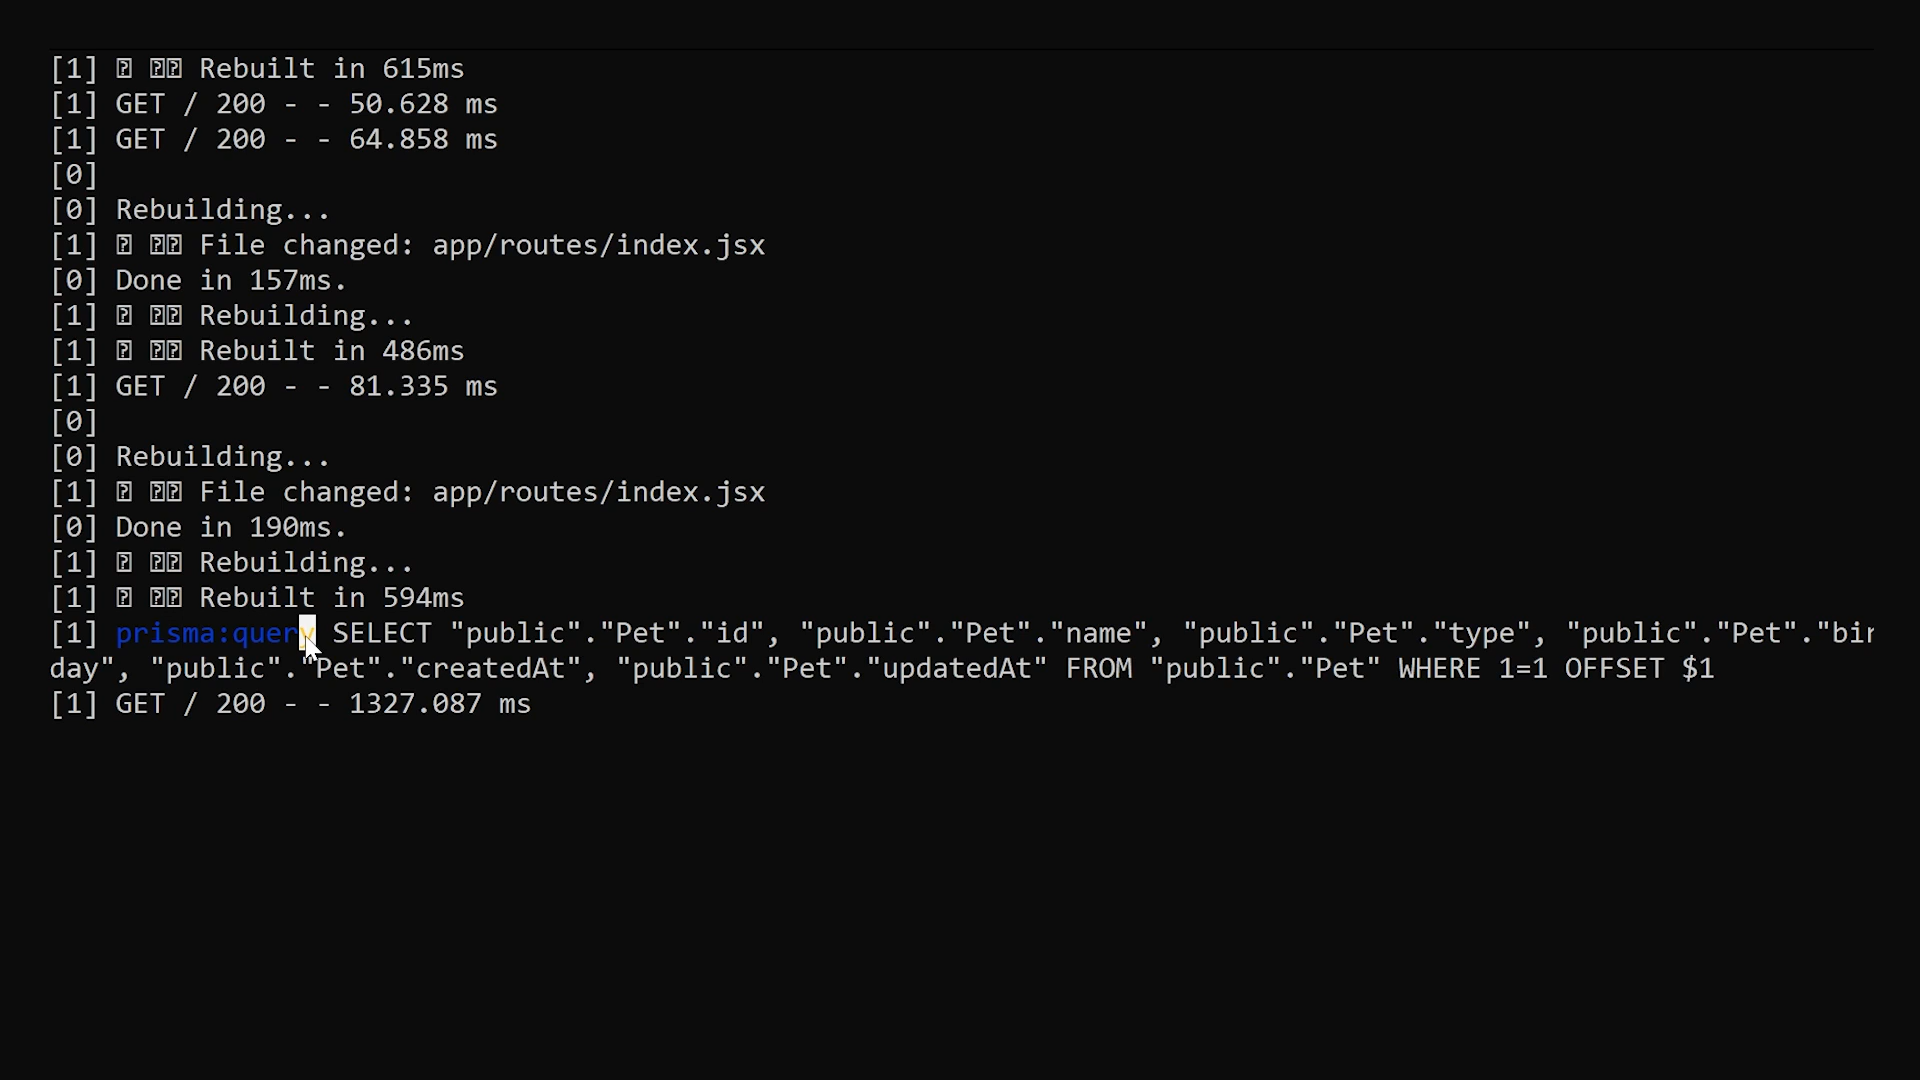 [1] � �� Rebuilt in 615ms
[1] GET / 200 - - 50.628 ms
[1] GET / 200 - - 64.858 ms
[0]
[0] Rebuilding...
[1] � �� File changed: app/routes/index.jsx
[0] Done in 157ms.
[1] � �� Rebuilding...
[1] � �� Rebuilt in 486ms
[1] GET / 200 - - 81.335 ms
[0]
[0] Rebuilding...
[1] � �� File changed: app/routes/index.jsx
[0] Done in 190ms.
[1] � �� Rebuilding...
[1] � �� Rebuilt in 594ms
[1] prisma:query SELECT "public"."Pet"."id", "public"."Pet"."name", "public"."Pet"."type", "public"."Pet"."bir
day", "public"."Pet"."createdAt", "public"."Pet"."updatedAt" FROM "public"."Pet" WHERE 1=1 OFFSET $1
[1] GET / 200 - - 1327.087 ms